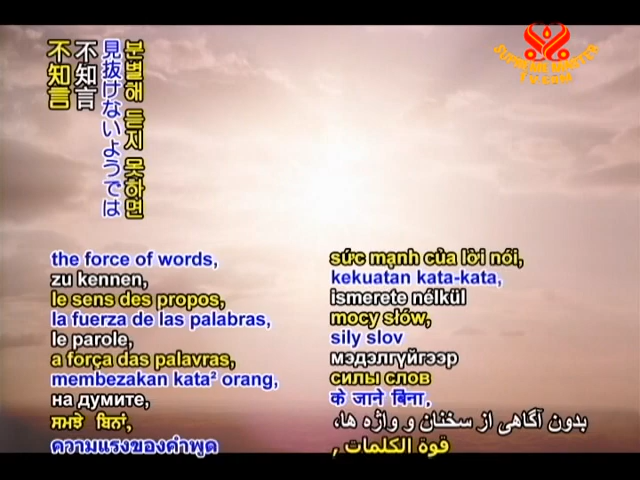 분별해 듣지 못하면
見抜けないようでは
不知言
不知言
SUPREME MASTER
TV.COM
the force of words,
zu kennen,
le sens des propos,
la fuerza de las palabras,
le parole,
a força das palavras,
membezakan kata² orang,
на думите,
ਸਮਝੇ ਬਿਨਾਂ,
ความแรงของคำพูด
sức mạnh của lời nói,
kekuatan kata-kata,
ismerete nélkül
mocy słów,
sily slov
мэдэлгүйгээр
силы слов
के जाने बिना,
بدون آگاهی از سخنان و واژه ها،
قوة الكلمات ,